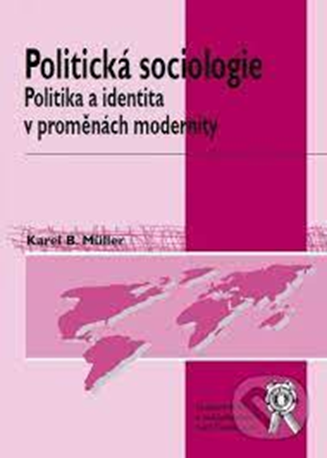 Politická sociologie
Politika a identita
v proměnách modernity
Karel B. Müller